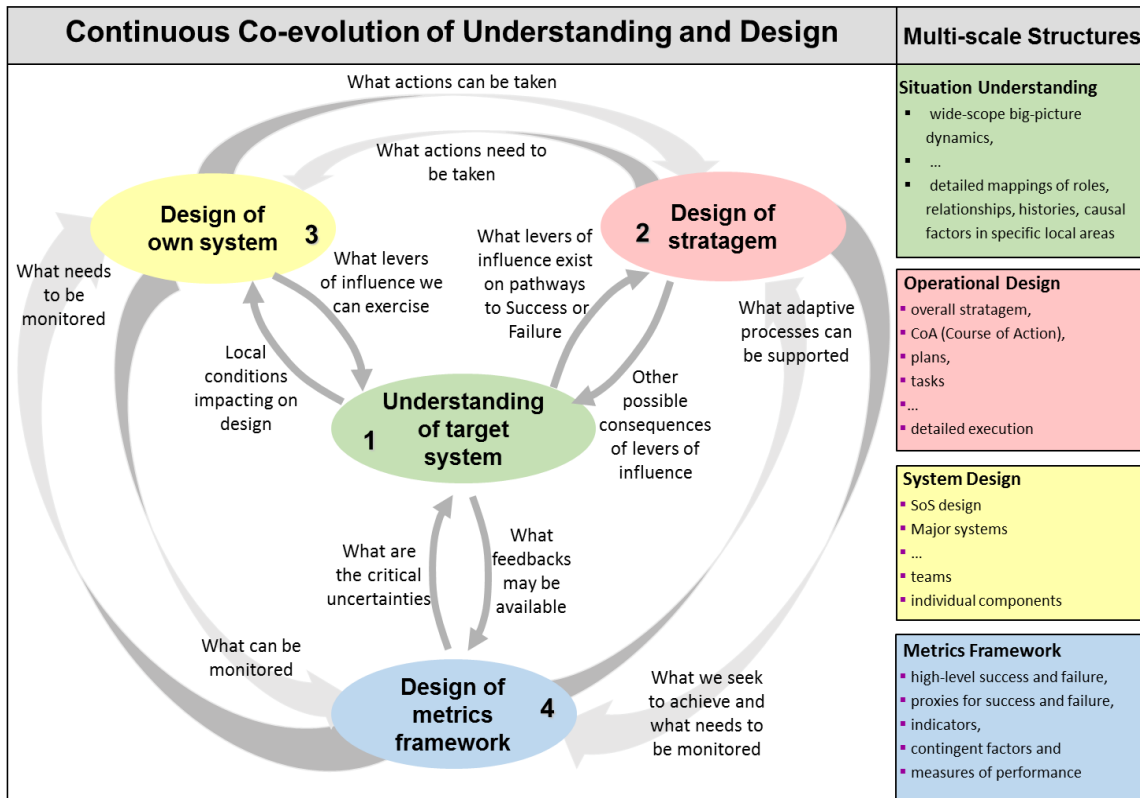 Continuous Co-evolution of Understanding and Design
Multi-scale Structures
What actions can be taken
What actions need to
be taken
Design of
own system
3
2
Design of
stratagem
What needs
to be
monitored
What levers
of influence we
can exercise
What levers of
influence exist
on pathways
to Success or
Failure
What adaptive
processes can
be supported
Local
conditions
impacting on
design
Understanding
of target
system
1
Other
possible
consequences
of levers of
influence
What are
the critical
uncertainties
What
feedbacks
may be
available
What can be
monitored
Design of
metrics
framework
4
What we seek
to achieve and
what needs to
be monitored
Situation Understanding
▪ wide-scope big-picture
dynamics,
▪ ...
▪ detailed mappings of roles,
relationships, histories, causal
factors in specific local areas
Operational Design
▪ overall stratagem,
▪ CoA (Course of Action),
▪ plans,
▪ tasks
▪ ...
▪ detailed execution
System Design
▪ SoS design
▪ Major systems
▪ ...
▪ teams
▪ individual components
Metrics Framework
▪ high-level success and failure,
▪ proxies for success and failure,
▪ indicators,
▪ contingent factors and
▪ measures of performance